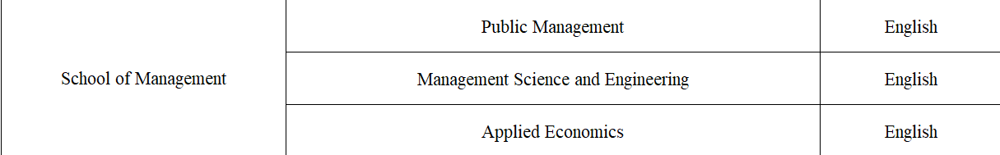 Public Management English
School of Management Management Science and Engineering English
Applied Economics English